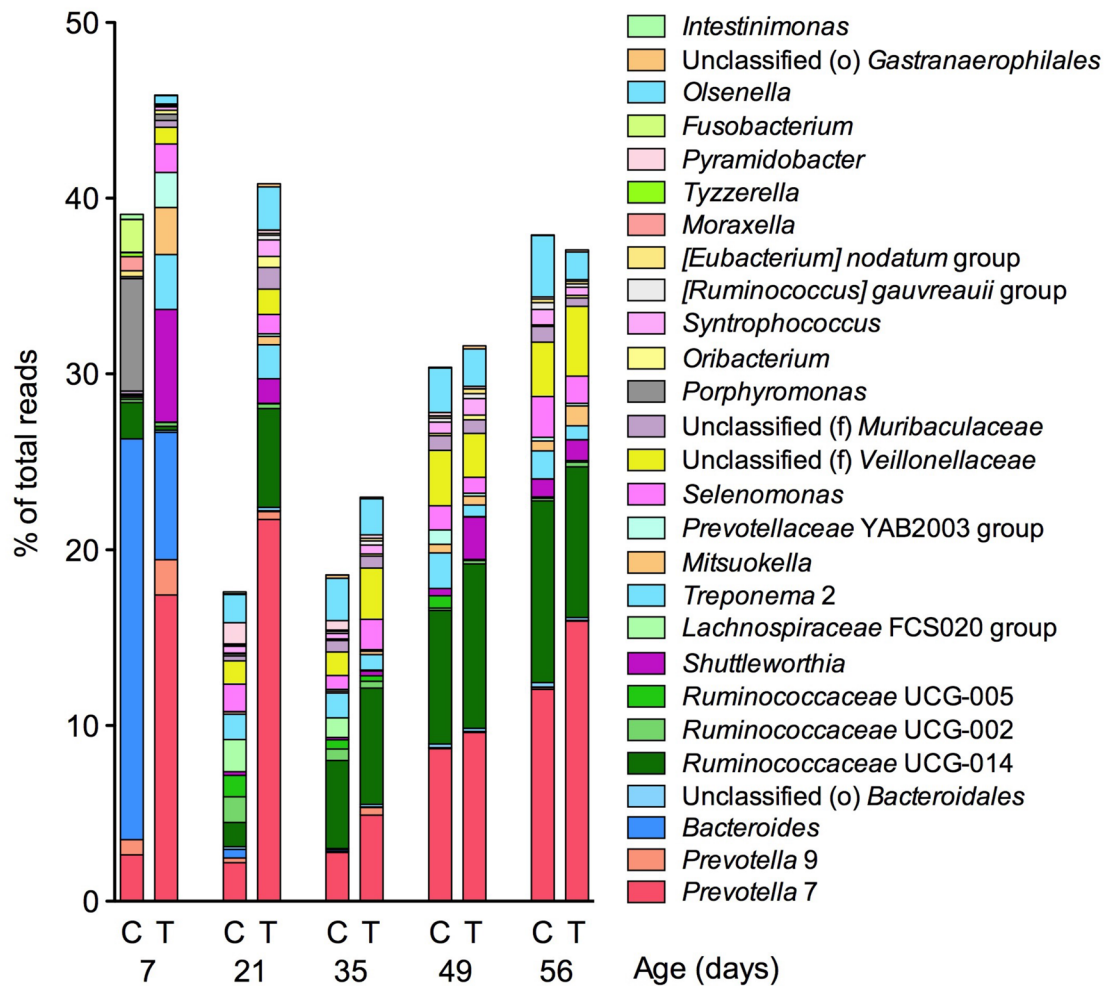 50
40
30
20
10
0
% of total reads
Intestinimonas
Unclassified (o) Gastranaerophilales
Olsenella
Fusobacterium
Pyramidobacter
Tyzzerella
Moraxella
[Eubacterium] nodatum group
[Ruminococcus] gauvreauii group
Syntrophococcus
Oribacterium
Porphyromonas
Unclassified (f) Muribaculaceae
Unclassified (f) Veillonellaceae
Selenomonas
Prevotellaceae YAB2003 group
Mitsuokella
Treponema 2
Lachnospiraceae FCS020 group
Shuttleworthia
Ruminococcaceae UCG-005
Ruminococcaceae UCG-002
Ruminococcaceae UCG-014
Unclassified (o) Bacteroidales
Bacteroides
Prevotella 9
Prevotella 7
C T C T C T C T C T
7 21 35 49 56 Age (days)